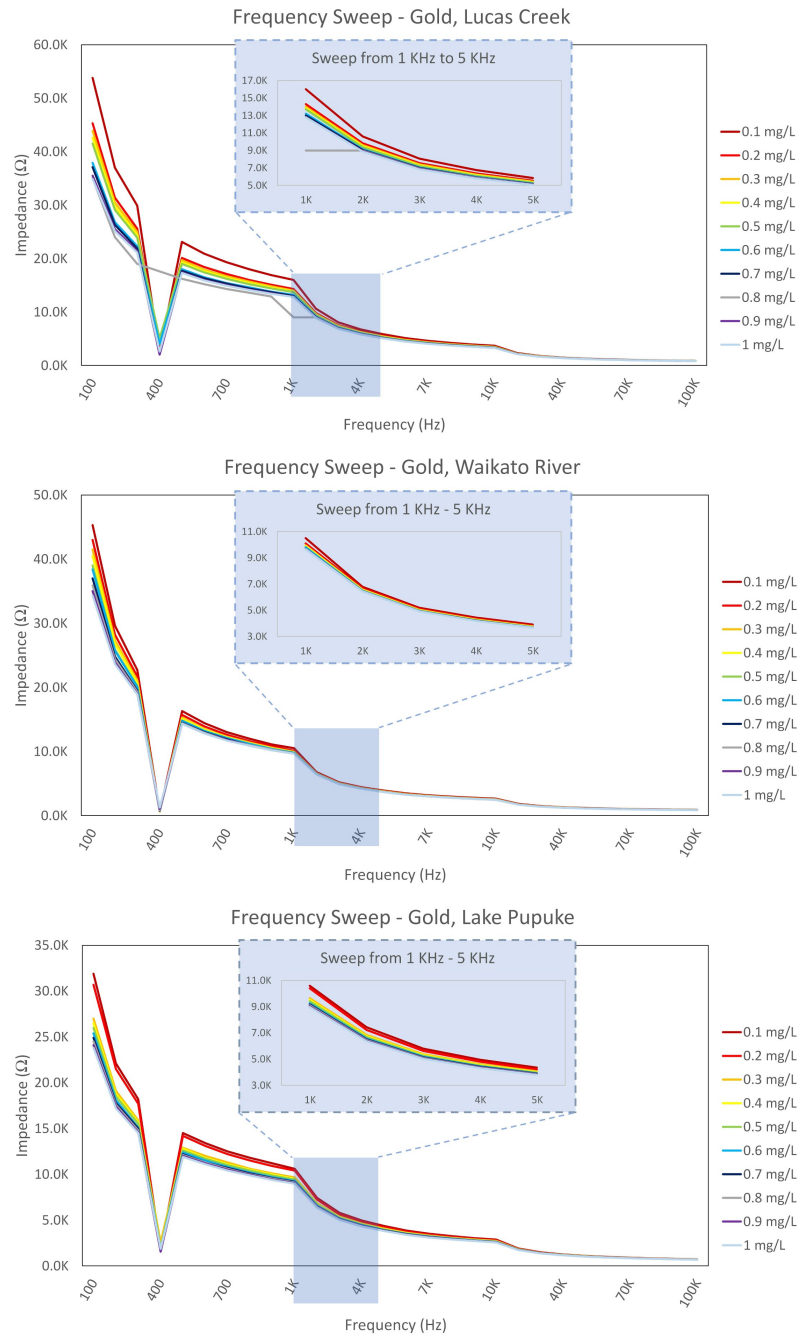 Frequency Sweep - Gold, Lucas Creek
60.0K
50.0K
40.0K
30.0K
20.0K
10.0K
0.0K
Impedance (Ω)
Sweep from 1 KHz to 5 KHz
17.0K
15.0K
13.0K
11.0K
9.0K
7.0K
5.0K
1K 2K 3K 4K 5K
0.1 mg/L
0.2 mg/L
0.3 mg/L
0.4 mg/L
0.5 mg/L
0.6 mg/L
0.7 mg/L
0.8 mg/L
0.9 mg/L
1 mg/L
100 400 700 1K 4K 7K 10K 40K 70K 100K
Frequency (Hz)
Frequency Sweep - Gold, Waikato River
50.0K
40.0K
30.0K
20.0K
10.0K
0.0K
Impedance (Ω)
Sweep from 1 KHz - 5 KHz
11.0K
9.0K
7.0K
5.0K
3.0K
1K 2K 3K 4K 5K
0.1 mg/L
0.2 mg/L
0.3 mg/L
0.4 mg/L
0.5 mg/L
0.6 mg/L
0.7 mg/L
0.8 mg/L
0.9 mg/L
1 mg/L
100 400 700 1K 4K 7K 10K 40K 70K 100K
Frequency (Hz)
Frequency Sweep - Gold, Lake Pupuke
35.0K
30.0K
25.0K
20.0K
15.0K
10.0K
5.0K
0.0K
Impedance (Ω)
Sweep from 1 KHz - 5 KHz
11.0K
9.0K
7.0K
5.0K
3.0K
1K 2K 3K 4K 5K
0.1 mg/L
0.2 mg/L
0.3 mg/L
0.4 mg/L
0.5 mg/L
0.6 mg/L
0.7 mg/L
0.8 mg/L
0.9 mg/L
1 mg/L
100 400 700 1K 4K 7K 10K 40K 70K 100K
Frequency (Hz)